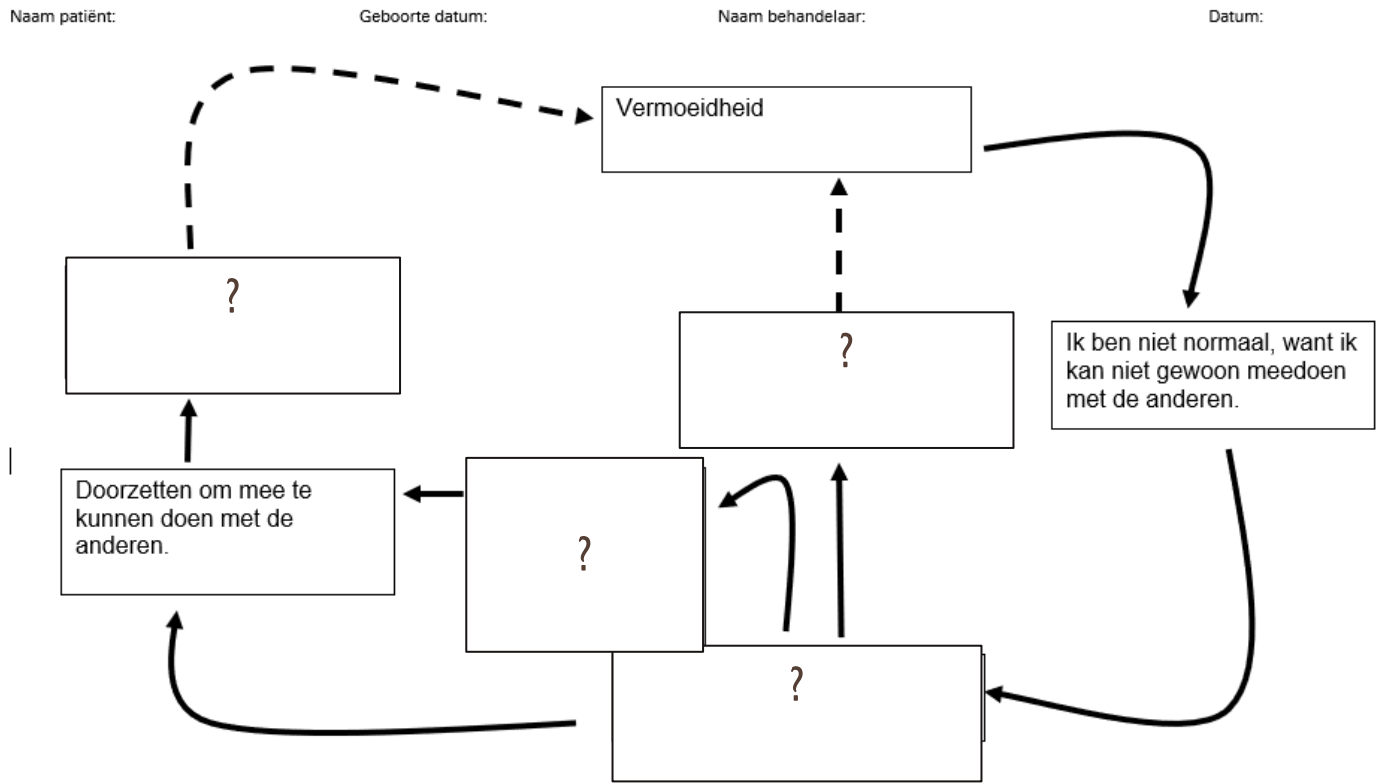 Naam patiënt: Geboorte datum: Naam behandelaar: Datum:
Vermoeidheid
?
?
Ik ben niet normaal, want ik
kan niet gewoon meedoen
met de anderen.
Doorzetten om mee te
kunnen doen met de
anderen.
?
?